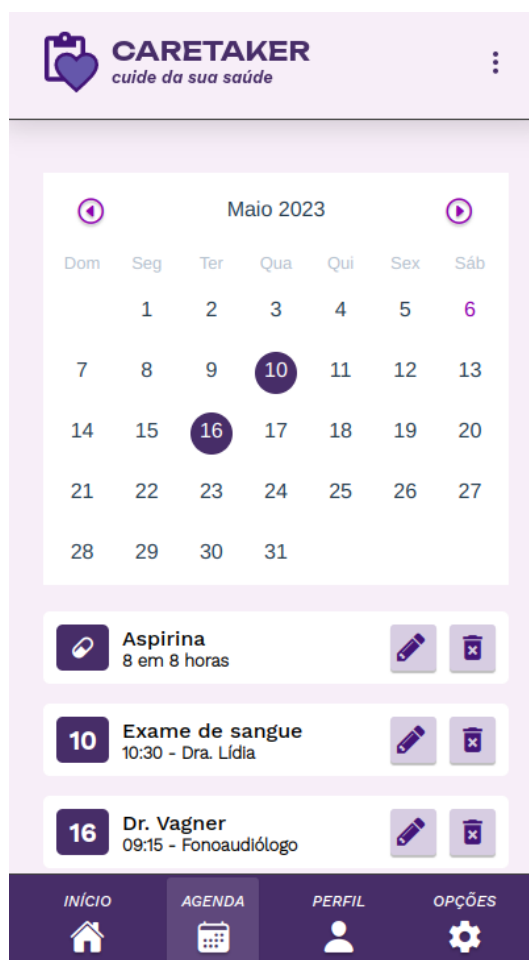 CARETAKER
cuide da sua saúde
Maio 2023
Dom Seg Ter Qua Qui Sex Sáb
1 2 3 4 5 6
7 8 9 10 11 12 13
14 15 16 17 18 19 20
21 22 23 24 25 26 27
28 29 30 31
Aspirina
8 em 8 horas
10 Exame de sangue
10:30 - Dra. Lídia
16 Dr. Vagner
09:15 - Fonoaudiólogo
INÍCIO AGENDA PERFIL OPÇÕES